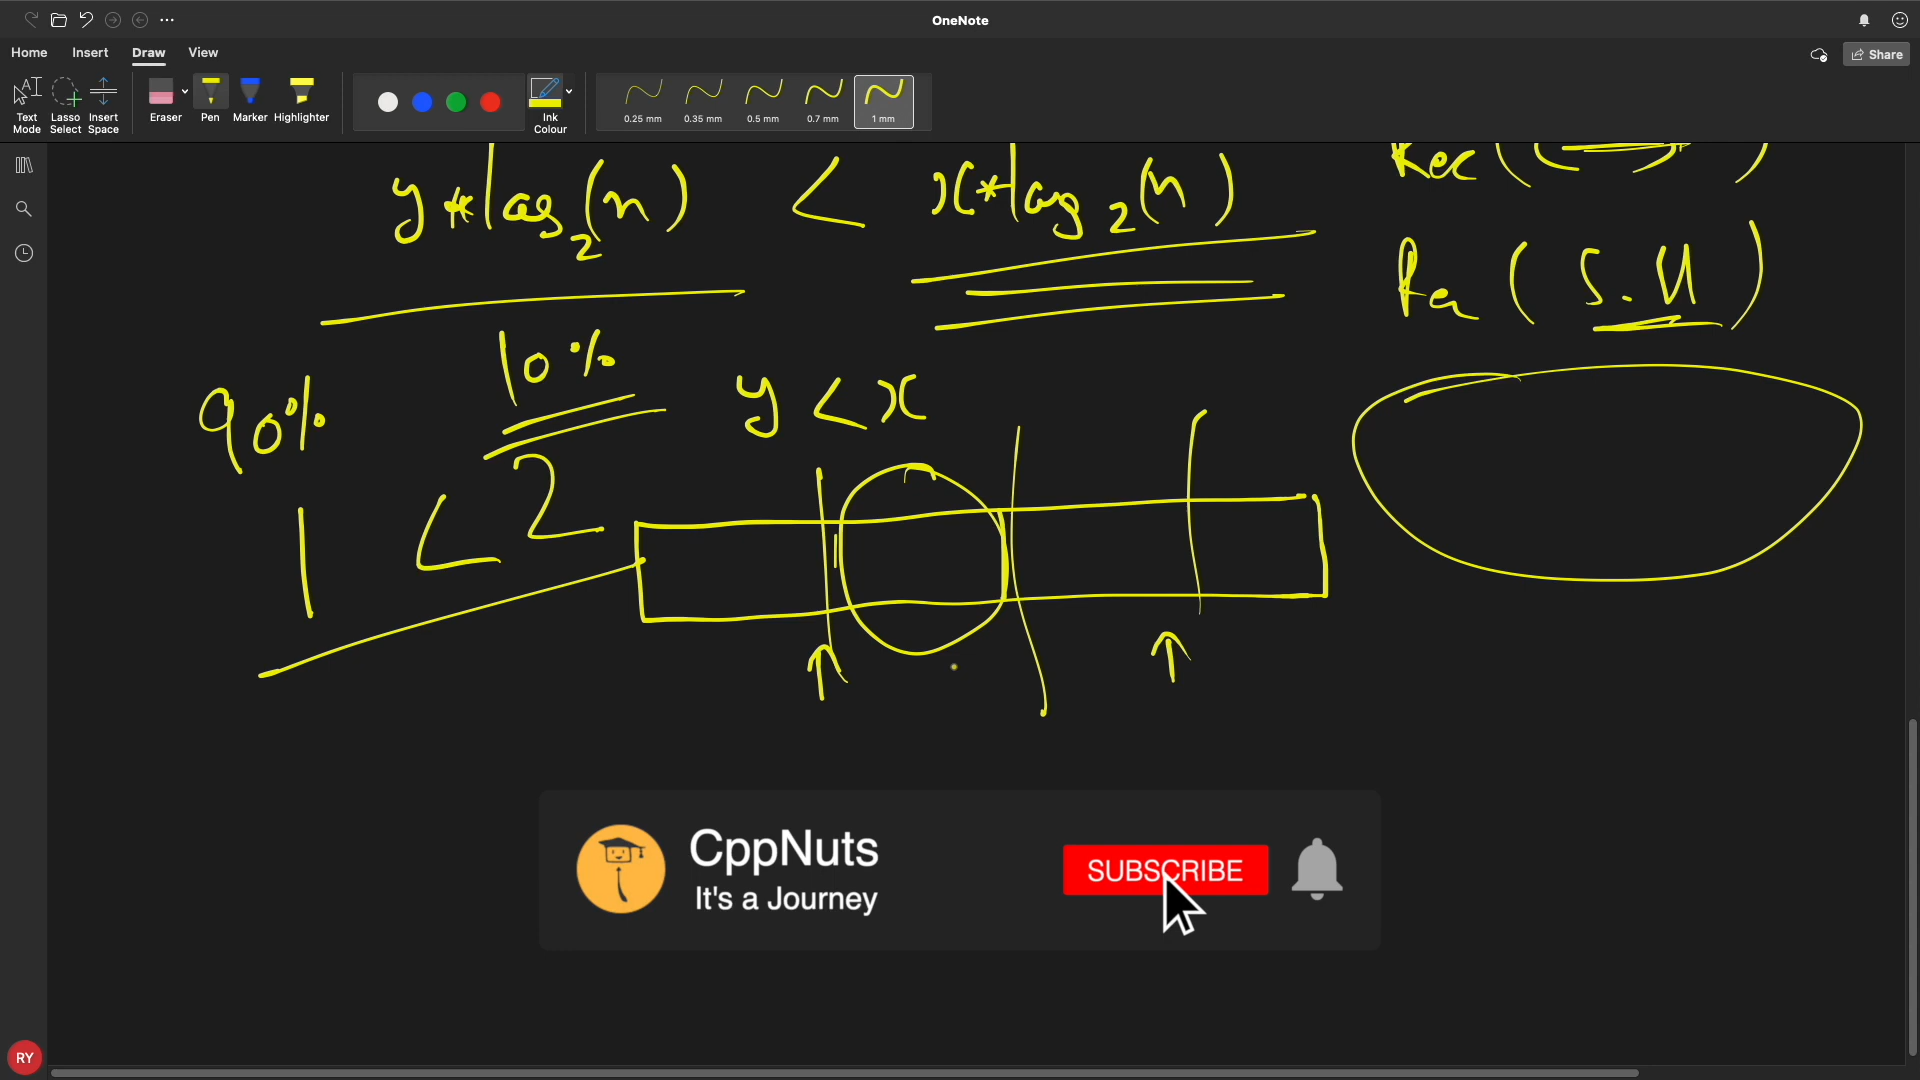 OneNote
Home Insert Draw View
Share
Text Mode
Lasso Select
Insert Space
Eraser
Pen
Marker
Highlighter
Ink Colour
0.25 mm
0.35 mm
0.5 mm
0.7 mm
1 mm
y*log₂(n) < x*log₂(n)
Rec ( )
( S.U )
10%
90%
y < x
1 < 2
CppNuts
It's a Journey
SUBSCRIBE
RY